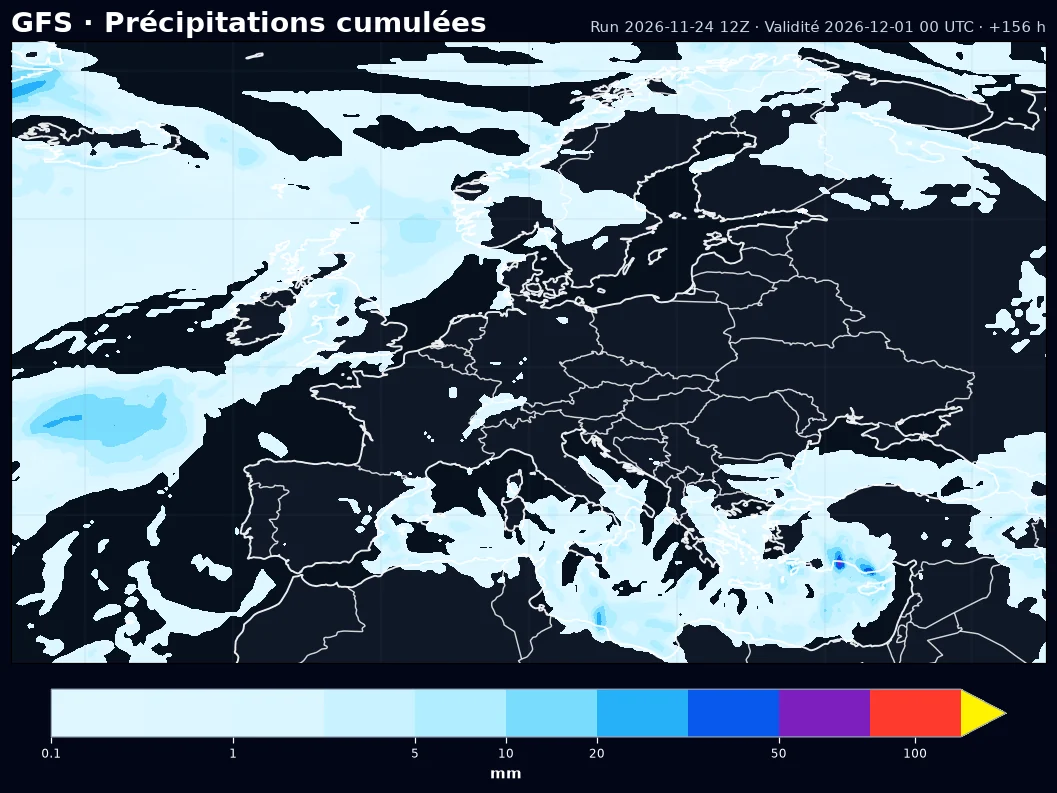 GFS · Précipitations cumulées
Run 2026-11-24 12Z · Validité 2026-12-01 00 UTC · +156 h
0.1 1 5 10 20 50 100
mm